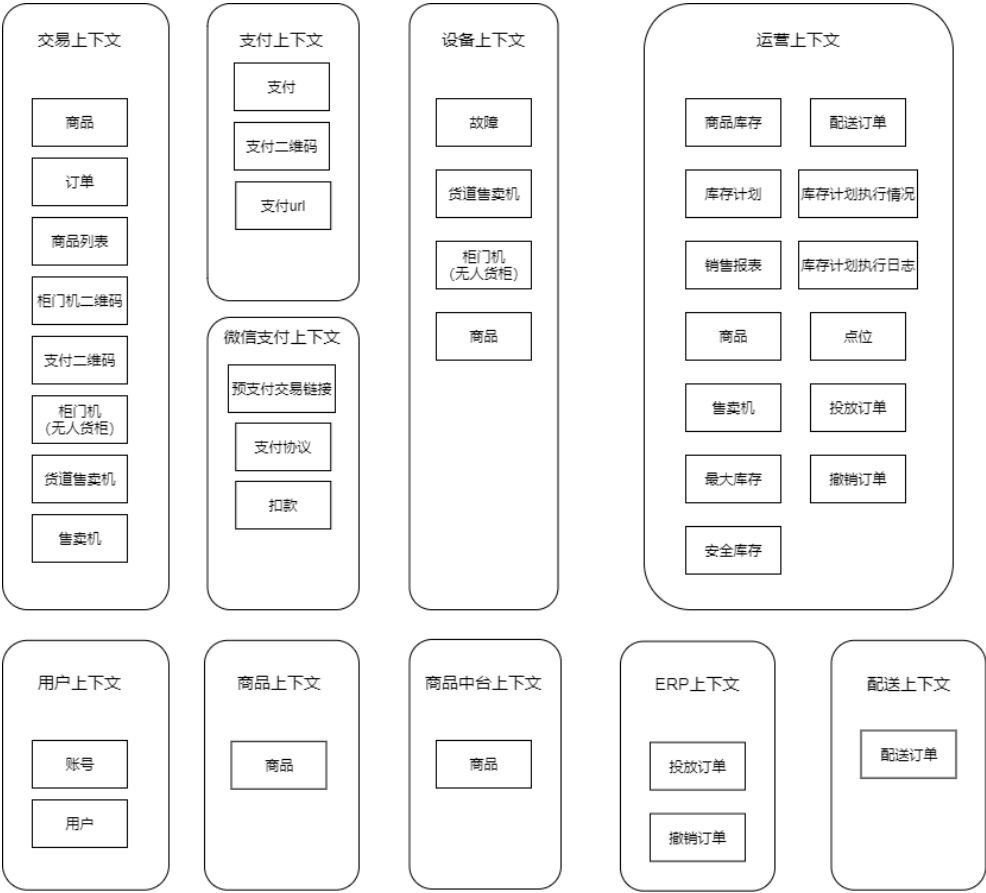 交易上下文
商品
订单
商品列表
柜门机二维码
支付二维码
柜门机
(无人货柜)
货道售卖机
售卖机
支付上下文
支付
支付二维码
支付url
微信支付上下文
预支付交易链接
支付协议
扣款
设备上下文
故障
货道售卖机
柜门机
(无人货柜)
商品
运营上下文
商品库存
配送订单
库存计划
库存计划执行情况
销售报表
库存计划执行日志
商品
点位
售卖机
投放订单
最大库存
撤销订单
安全库存
用户上下文
账号
用户
商品上下文
商品
商品中台上下文
商品
ERP上下文
投放订单
撤销订单
配送上下文
配送订单